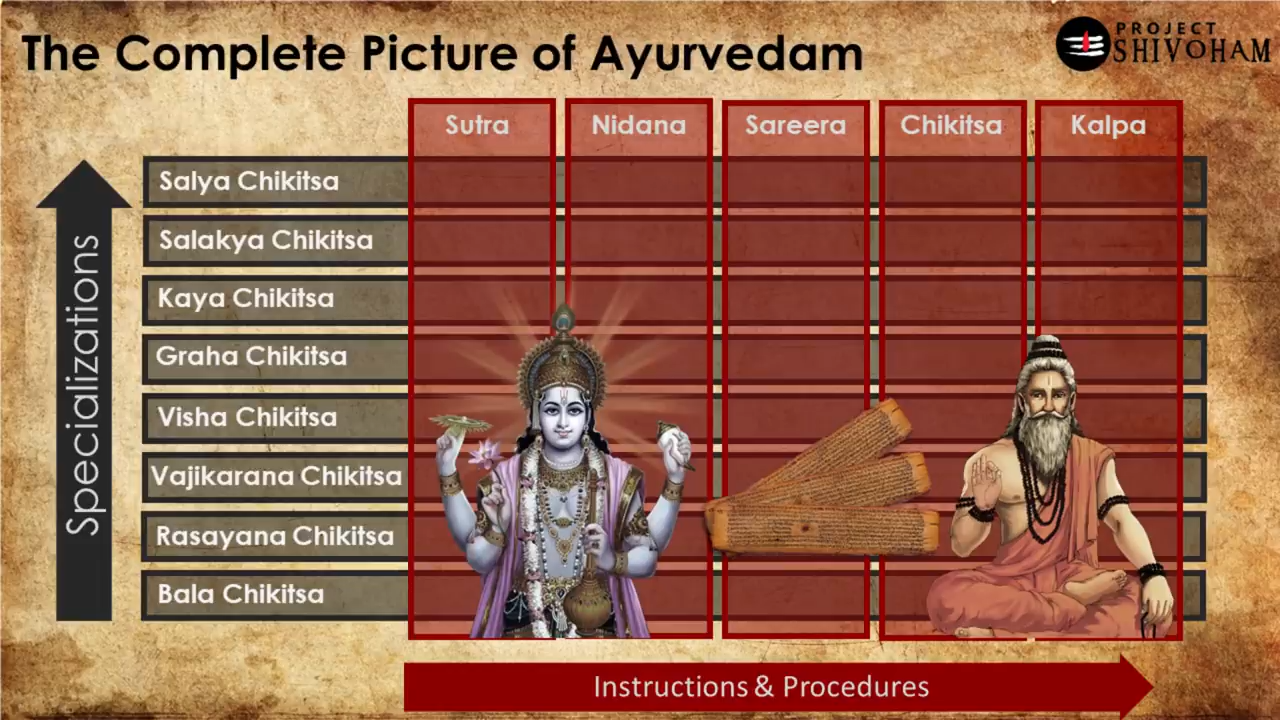 The Complete Picture of Ayurvedam
PROJECT
SHIVOHAM
Sutra
Nidana
Sareera
Chikitsa
Kalpa
Salya Chikitsa
Salakya Chikitsa
Kaya Chikitsa
Graha Chikitsa
Visha Chikitsa
Vajikarana Chikitsa
Rasayana Chikitsa
Bala Chikitsa
Specializations
Instructions & Procedures